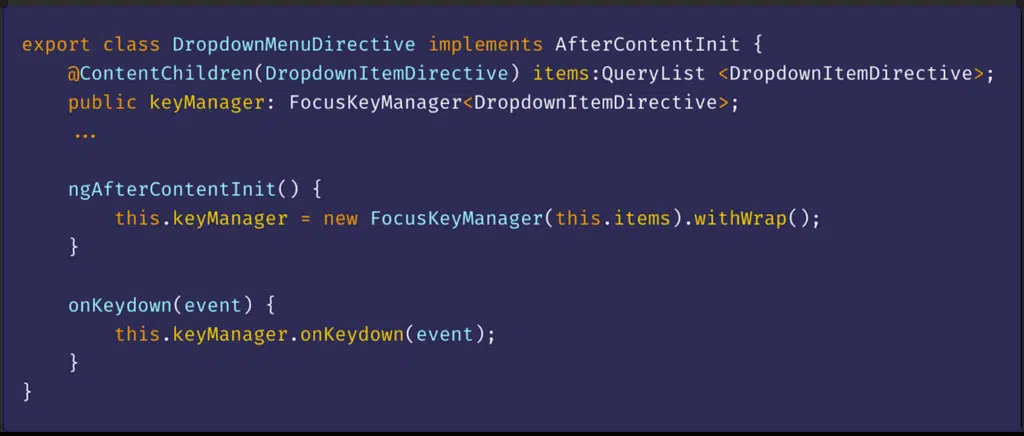 export class DropdownMenuDirective implements AfterContentInit {
    @ContentChildren(DropdownItemDirective) items:QueryList <DropdownItemDirective>;
    public keyManager: FocusKeyManager<DropdownItemDirective>;
    ...
    ngAfterContentInit() {
        this.keyManager = new FocusKeyManager(this.items).withWrap();
    }
    onKeydown(event) {
        this.keyManager.onKeydown(event);
    }
}